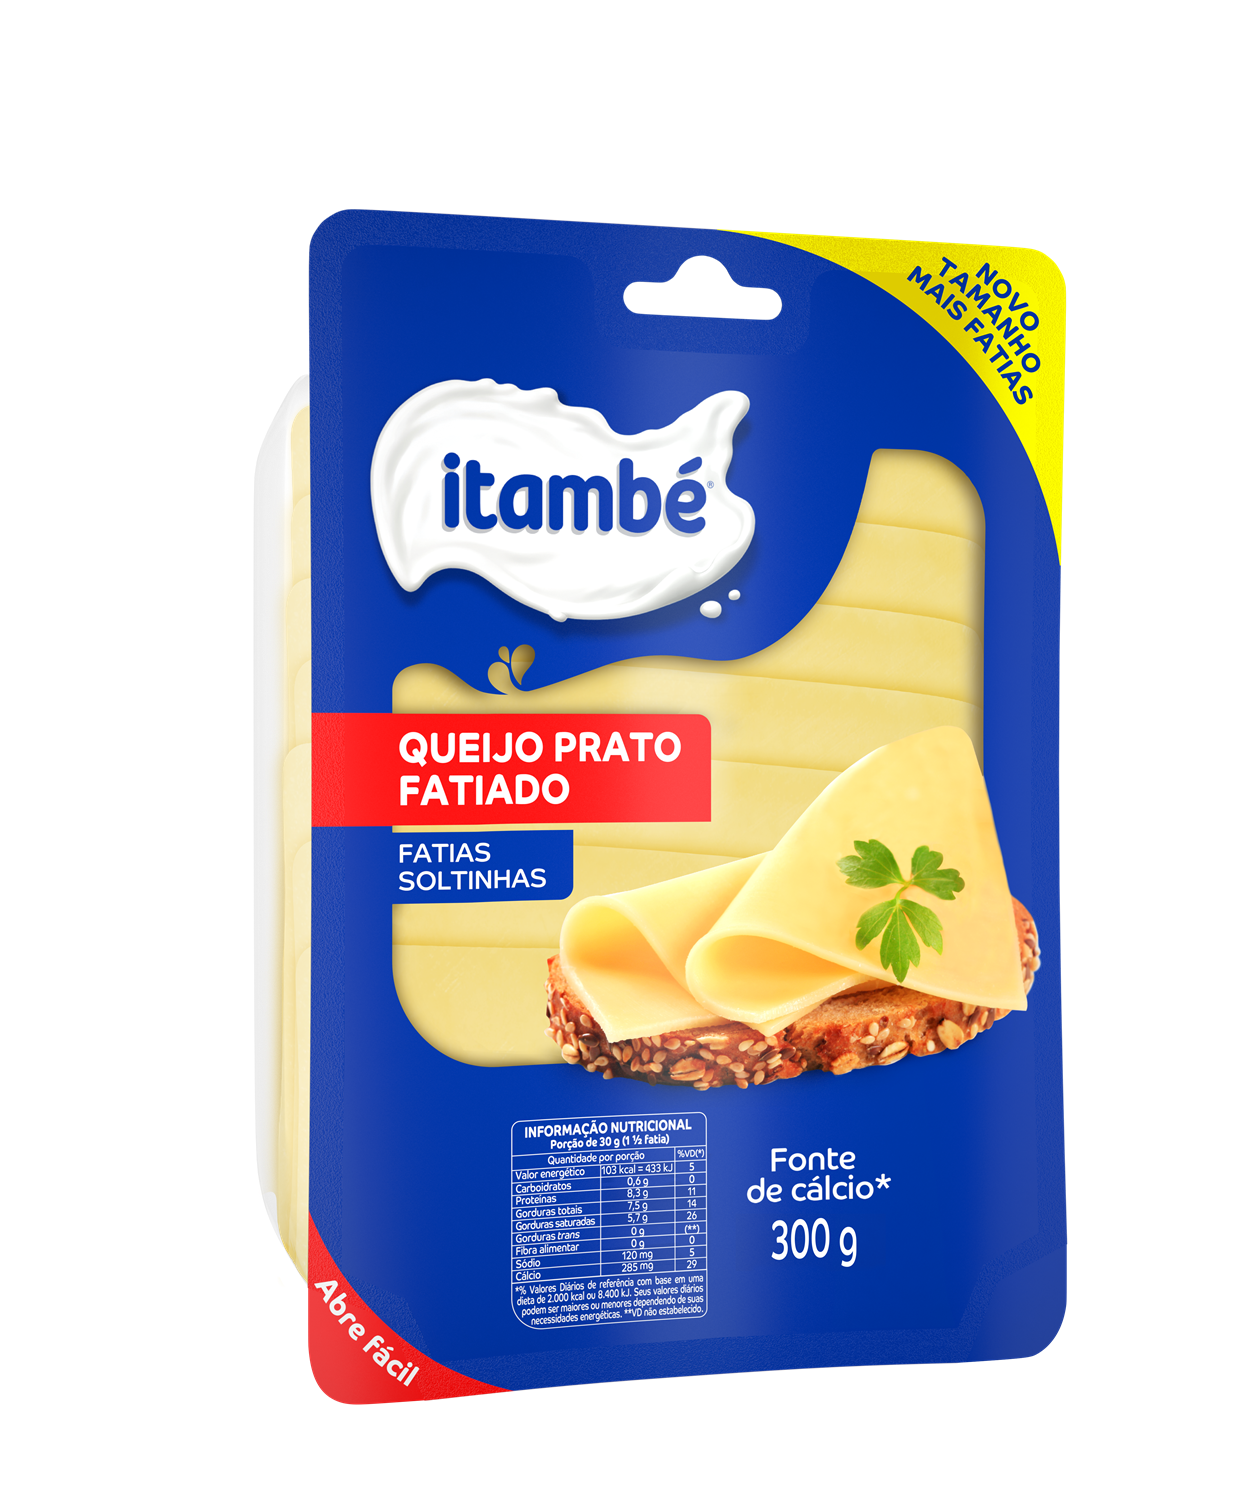 NOVO
TAMANHO
MAIS FATIAS
itambé®
QUEIJO PRATO
FATIADO
FATIAS
SOLTINHAS
INFORMAÇÃO NUTRICIONAL
Porção de 30 g (1 ½ fatia)
Quantidade por porção %VD(*)
Valor energético 103 kcal = 433 kJ 5
Carboidratos 0,6 g 0
Proteínas 8,3 g 11
Gorduras totais 7,5 g 14
Gorduras saturadas 5,7 g 26
Gorduras trans 0 g (**)
Fibra alimentar 0 g 0
Sódio 120 mg 5
Cálcio 285 mg 29
*% Valores Diários de referência com base em uma
dieta de 2.000 kcal ou 8.400 kJ. Seus valores diários
podem ser maiores ou menores dependendo de suas
necessidades energéticas. **VD não estabelecido.
Fonte
de cálcio*
300 g
Abre Fácil